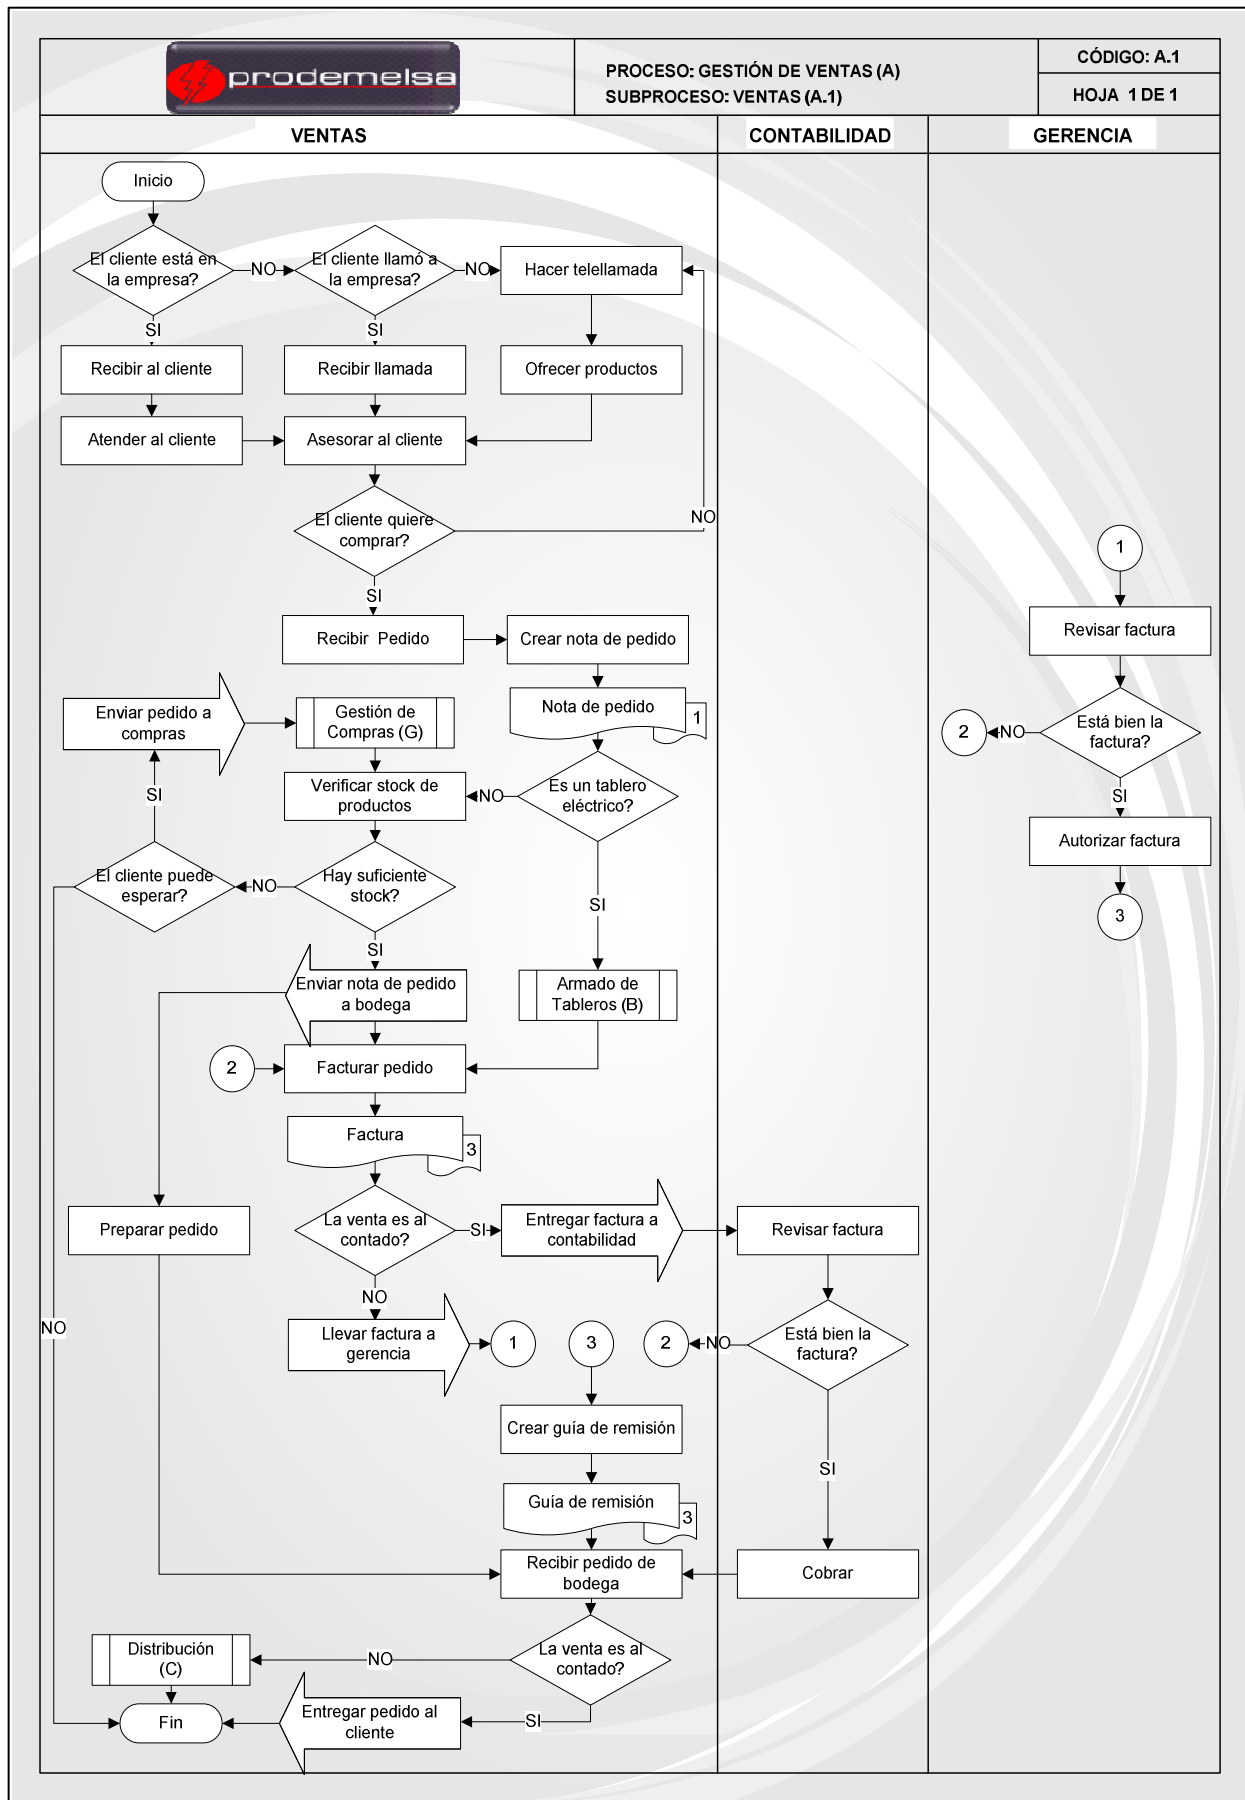 prodemelsa
PROCESO: GESTIÓN DE VENTAS (A)
SUBPROCESO: VENTAS (A.1)
CÓDIGO: A.1
HOJA 1 DE 1
VENTAS
CONTABILIDAD
GERENCIA
Inicio
El cliente está en
la empresa?
NO
El cliente llamó a
la empresa?
NO
Hacer telellamada
SI
SI
Recibir al cliente
Recibir llamada
Ofrecer productos
Atender al cliente
Asesorar al cliente
El cliente quiere
comprar?
NO
1
SI
Recibir Pedido
Crear nota de pedido
Revisar factura
Enviar pedido a
compras
Gestión de
Compras (G)
Nota de pedido
1
Está bien la
factura?
NO
2
SI
Verificar stock de
productos
NO
Es un tablero
eléctrico?
SI
Autorizar factura
El cliente puede
esperar?
NO
Hay suficiente
stock?
SI
3
SI
Enviar nota de pedido
a bodega
Armado de
Tableros (B)
2
Facturar pedido
Factura
3
Preparar pedido
La venta es al
contado?
SI
Entregar factura a
contabilidad
Revisar factura
NO
NO
Llevar factura a
gerencia
1
3
2
NO
Está bien la
factura?
Crear guía de remisión
SI
Guía de remisión
3
Recibir pedido de
bodega
Cobrar
Distribución
(C)
NO
La venta es al
contado?
Fin
Entregar pedido al
cliente
SI